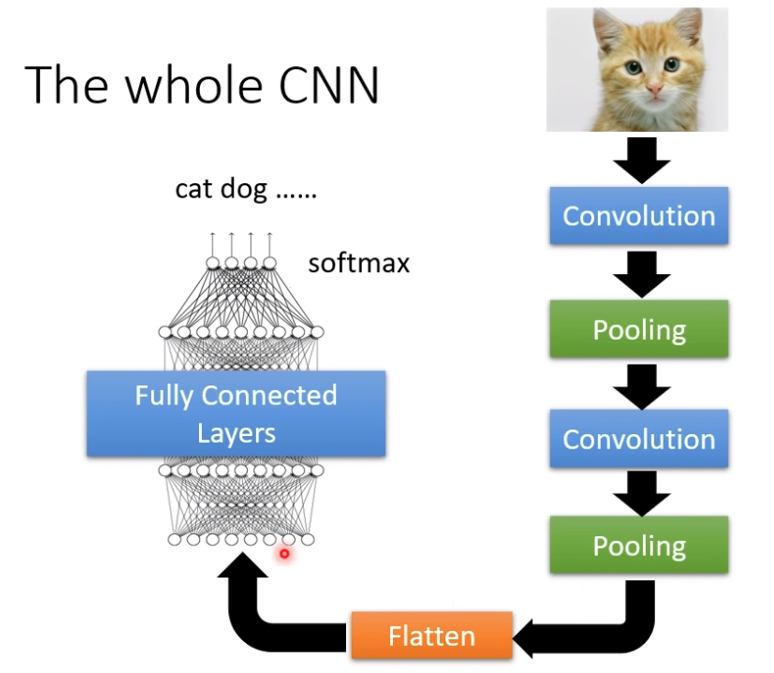 The whole CNN
Convolution
Pooling
Convolution
Pooling
Flatten
Fully Connected
Layers
softmax
cat dog ......